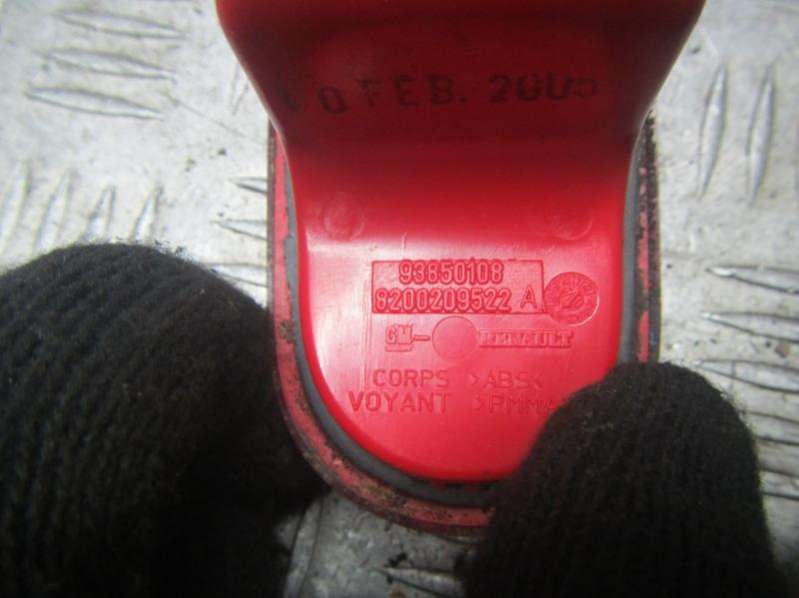 0 FEB. 2005
93850108
8200209522 A
GM- RENAULT
CORPS >ABS<
VOYANT >PMMA